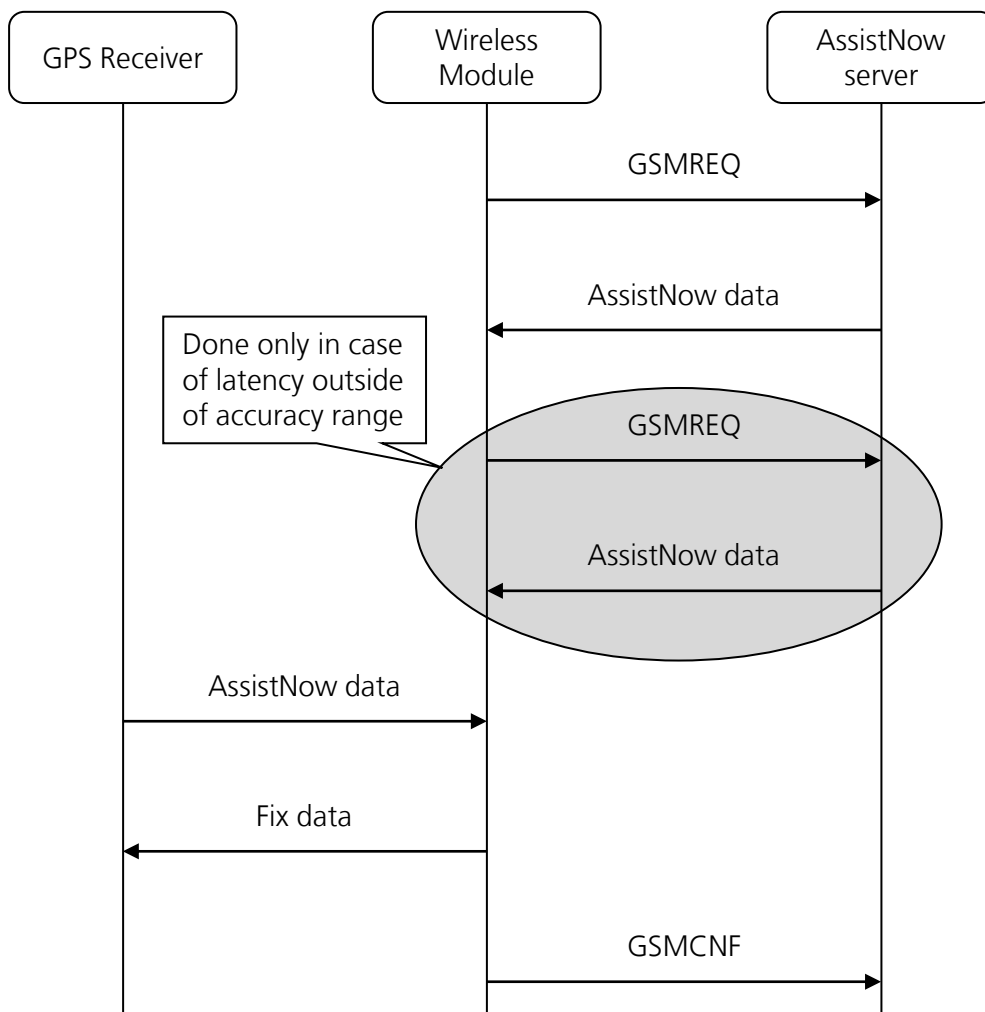 GPS Receiver
Wireless
Module
AssistNow
server
GSMREQ
AssistNow data
Done only in case
of latency outside
of accuracy range
GSMREQ
AssistNow data
AssistNow data
Fix data
GSMCNF